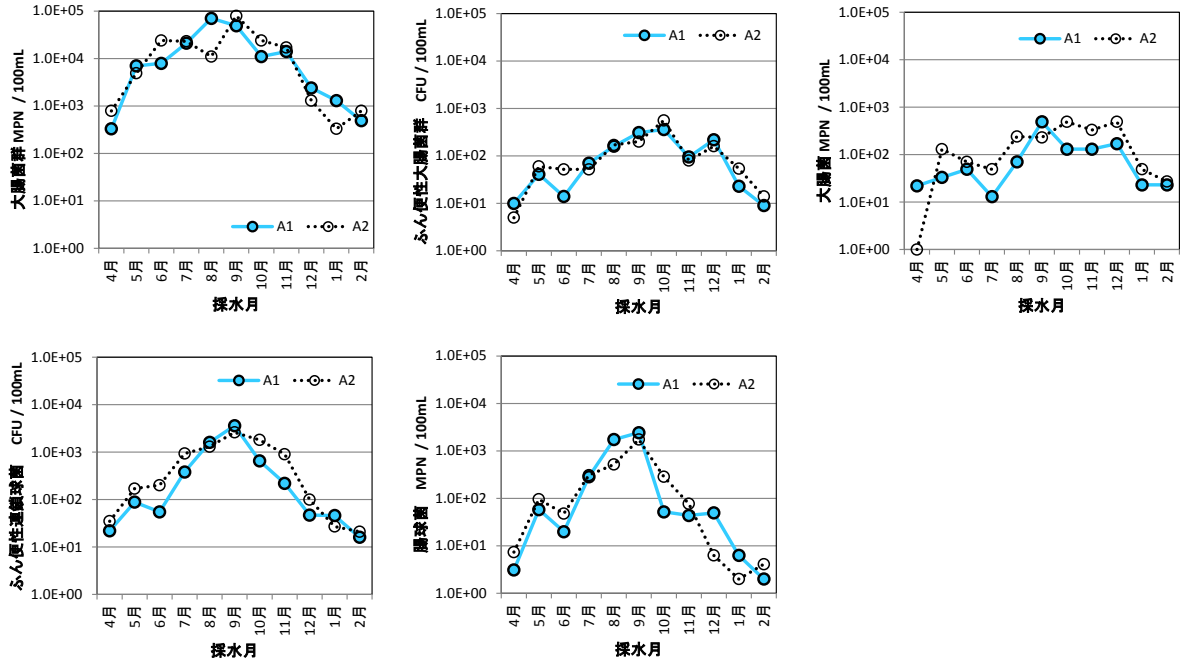 大腸菌群 MPN / 100mL
1.0E+05
1.0E+04
1.0E+03
1.0E+02
1.0E+01
1.0E+00
A1 A2
4月 5月 6月 7月 8月 9月 10月 11月 12月 1月 2月
採水月
ふん便性大腸菌群 CFU / 100mL
1.0E+05
1.0E+04
1.0E+03
1.0E+02
1.0E+01
1.0E+00
A1 A2
4月 5月 6月 7月 8月 9月 10月 11月 12月 1月 2月
採水月
大腸菌 MPN / 100mL
1.0E+05
1.0E+04
1.0E+03
1.0E+02
1.0E+01
1.0E+00
A1 A2
4月 5月 6月 7月 8月 9月 10月 11月 12月 1月 2月
採水月
ふん便性連鎖球菌 CFU / 100mL
1.0E+05
1.0E+04
1.0E+03
1.0E+02
1.0E+01
1.0E+00
A1 A2
4月 5月 6月 7月 8月 9月 10月 11月 12月 1月 2月
採水月
腸球菌 MPN / 100mL
1.0E+05
1.0E+04
1.0E+03
1.0E+02
1.0E+01
1.0E+00
A1 A2
4月 5月 6月 7月 8月 9月 10月 11月 12月 1月 2月
採水月